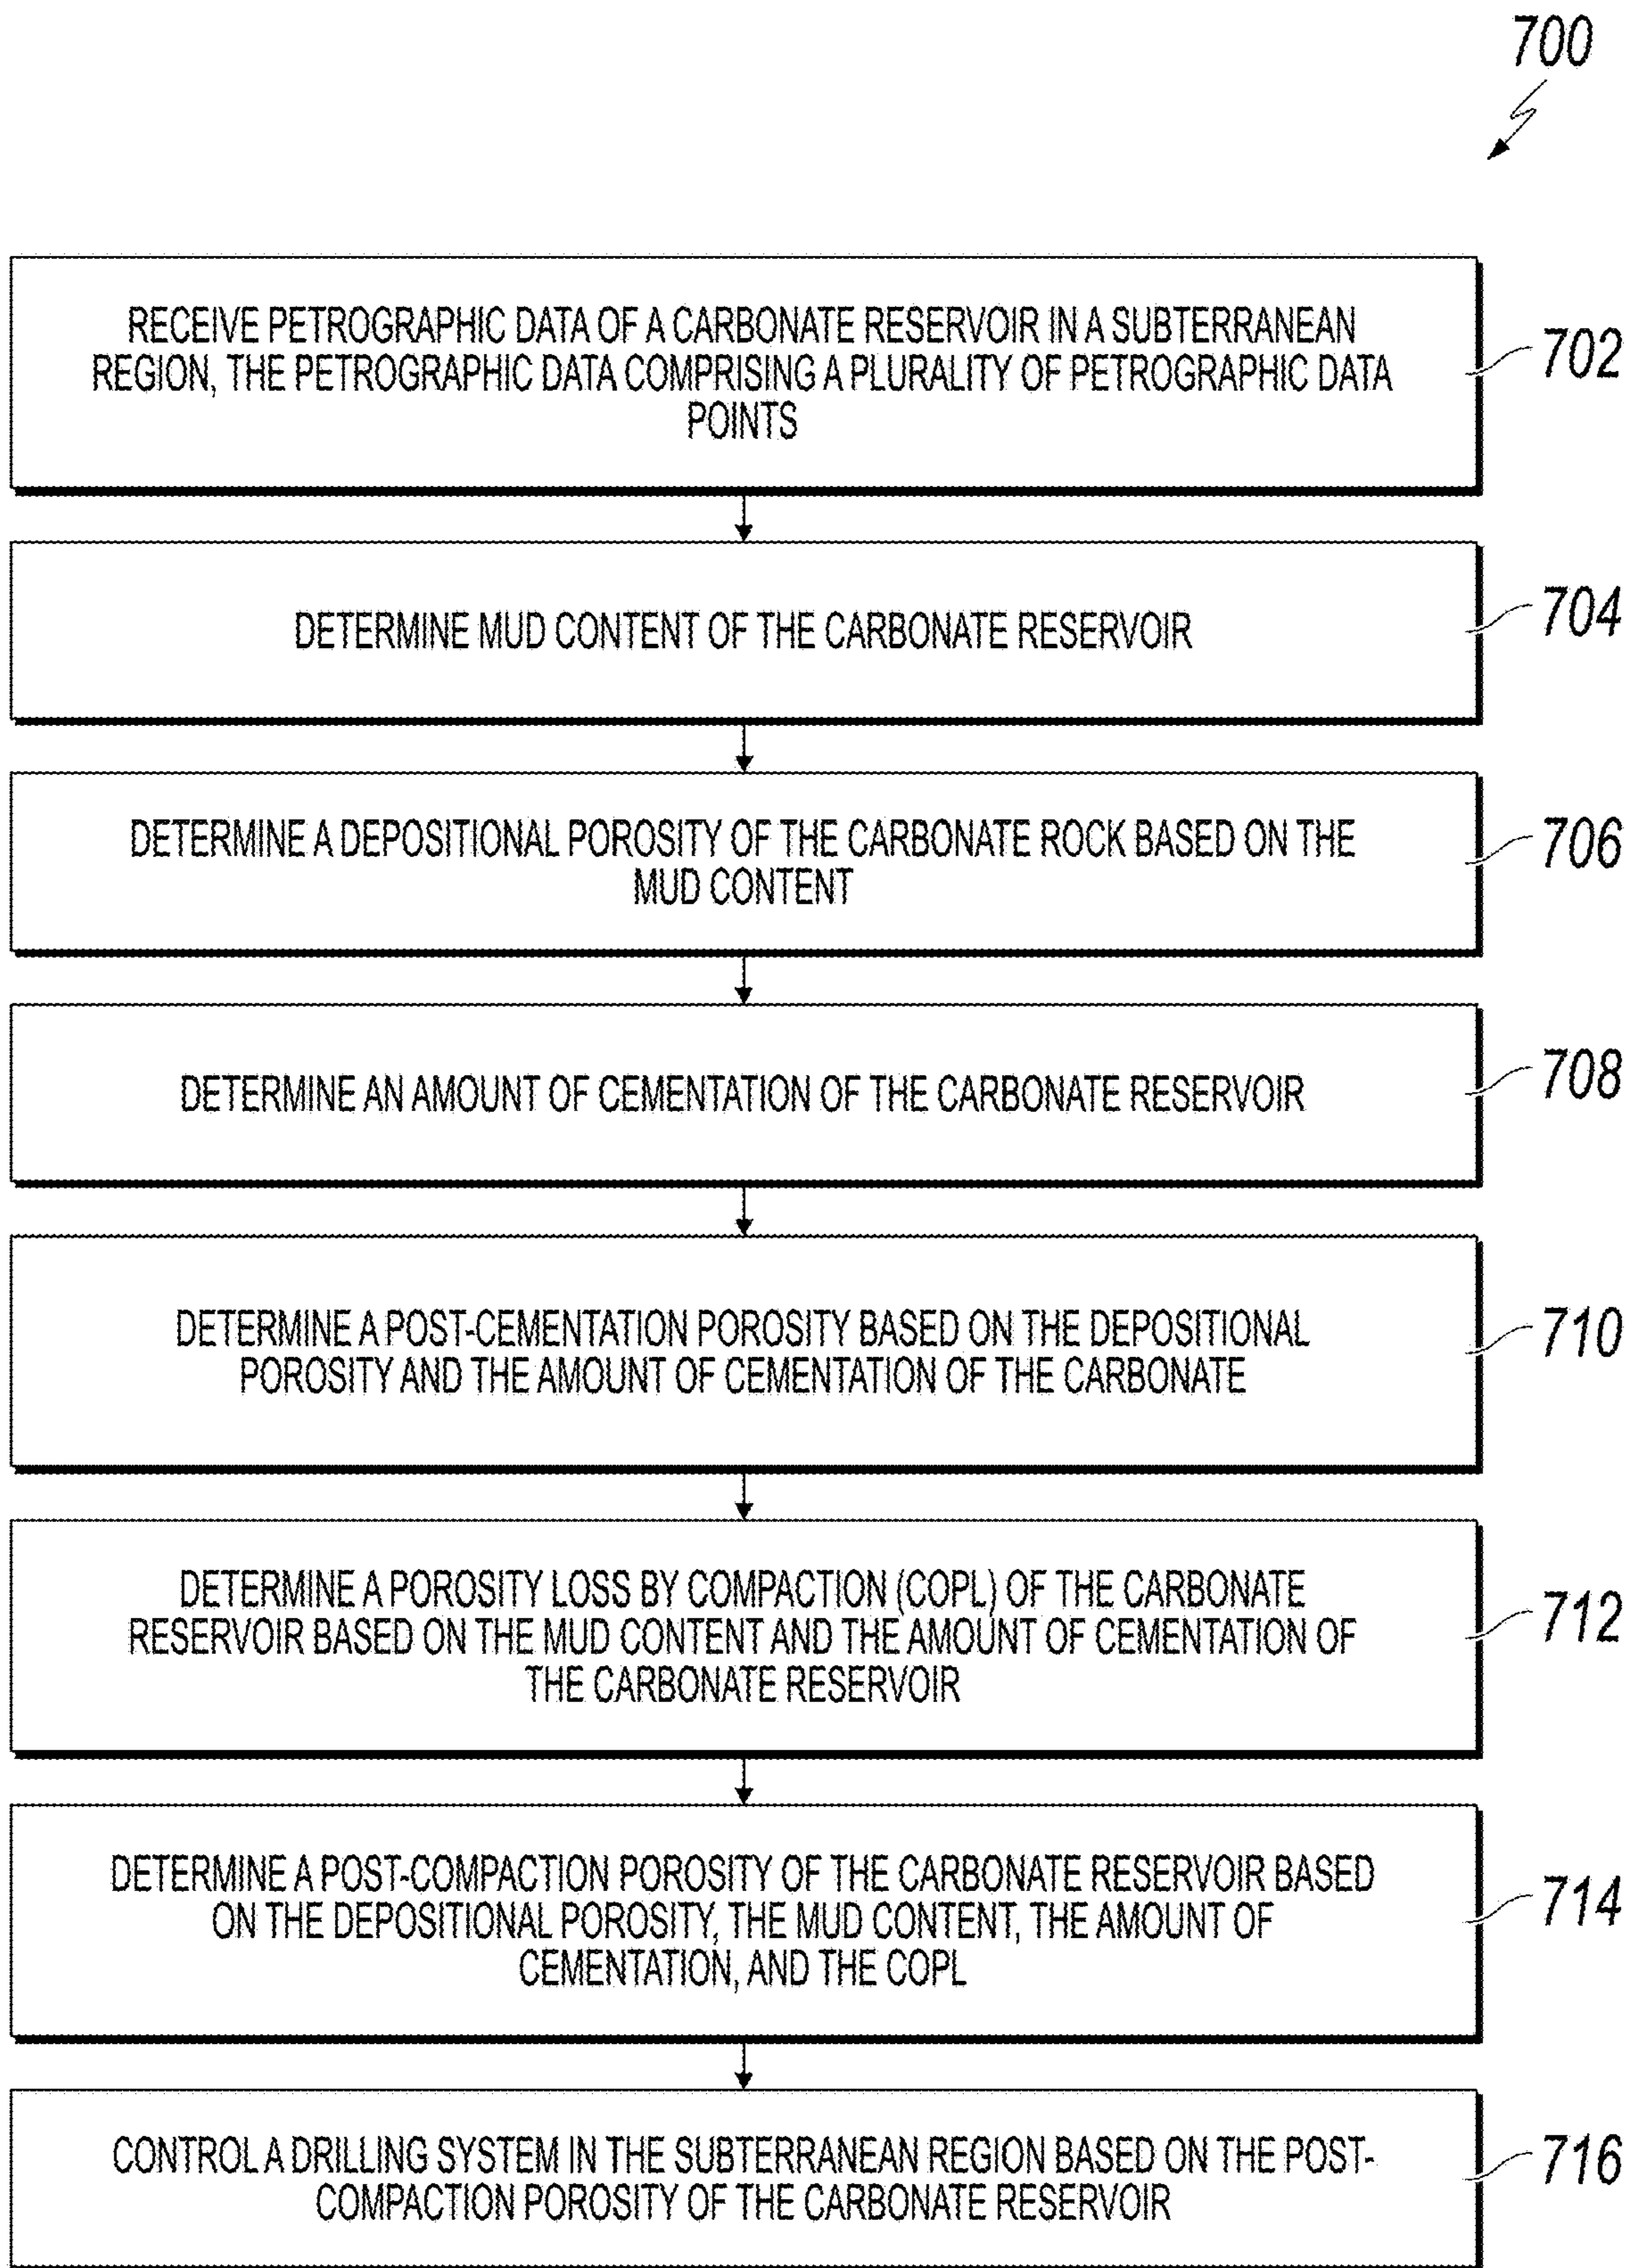 700
RECEIVE PETROGRAPHIC DATA OF A CARBONATE RESERVOIR IN A SUBTERRANEAN
REGION, THE PETROGRAPHIC DATA COMPRISING A PLURALITY OF PETROGRAPHIC DATA
POINTS
702
DETERMINE MUD CONTENT OF THE CARBONATE RESERVOIR
704
DETERMINE A DEPOSITIONAL POROSITY OF THE CARBONATE ROCK BASED ON THE
MUD CONTENT
706
DETERMINE AN AMOUNT OF CEMENTATION OF THE CARBONATE RESERVOIR
708
DETERMINE A POST-CEMENTATION POROSITY BASED ON THE DEPOSITIONAL
POROSITY AND THE AMOUNT OF CEMENTATION OF THE CARBONATE
710
DETERMINE A POROSITY LOSS BY COMPACTION (COPL) OF THE CARBONATE
RESERVOIR BASED ON THE MUD CONTENT AND THE AMOUNT OF CEMENTATION OF
THE CARBONATE RESERVOIR
712
DETERMINE A POST-COMPACTION POROSITY OF THE CARBONATE RESERVOIR BASED
ON THE DEPOSITIONAL POROSITY, THE MUD CONTENT, THE AMOUNT OF
CEMENTATION, AND THE COPL
714
CONTROL A DRILLING SYSTEM IN THE SUBTERRANEAN REGION BASED ON THE POST-
COMPACTION POROSITY OF THE CARBONATE RESERVOIR
716